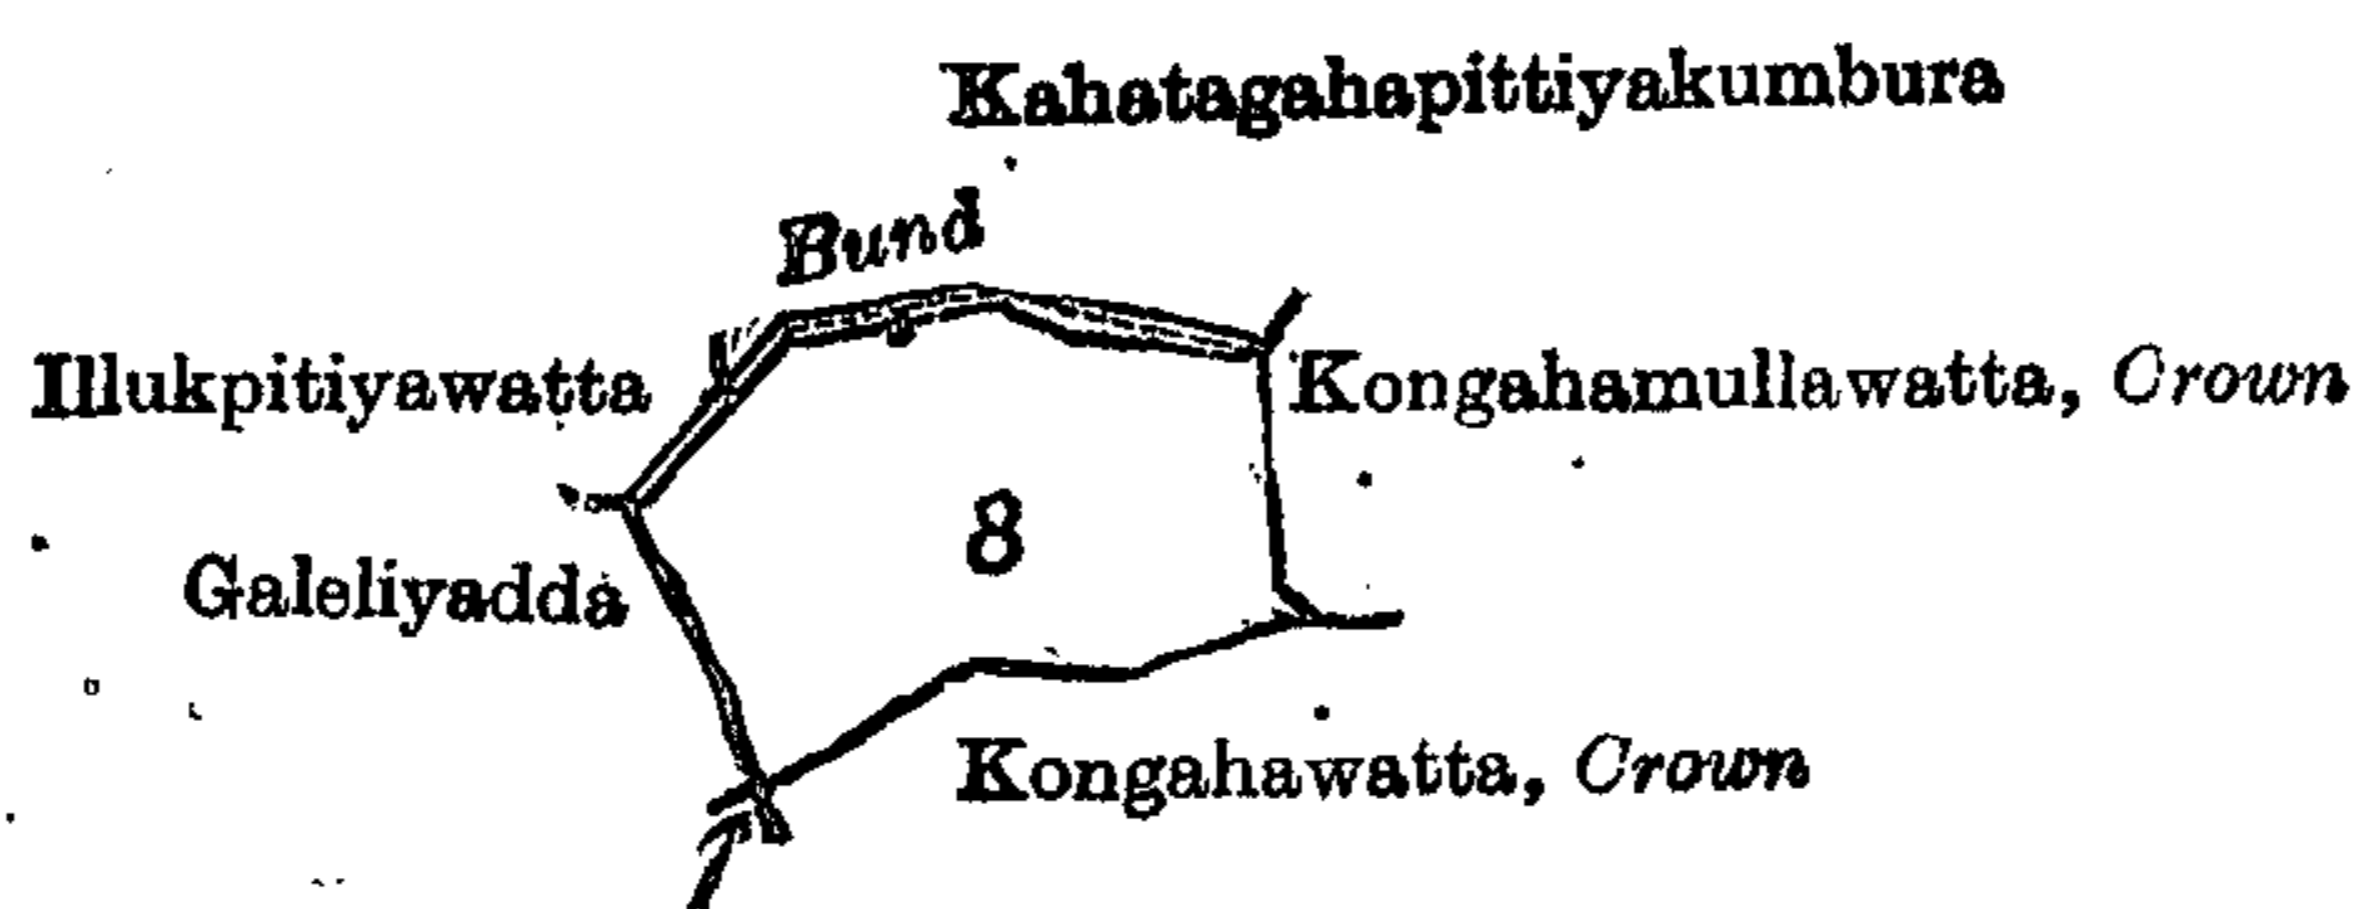 Kahatagahapittiyakumbura
Bund
Illukpitiyawatta
Kongahamullawatta, Crown
8
Galeliyadda
Kongahawatta, Crown